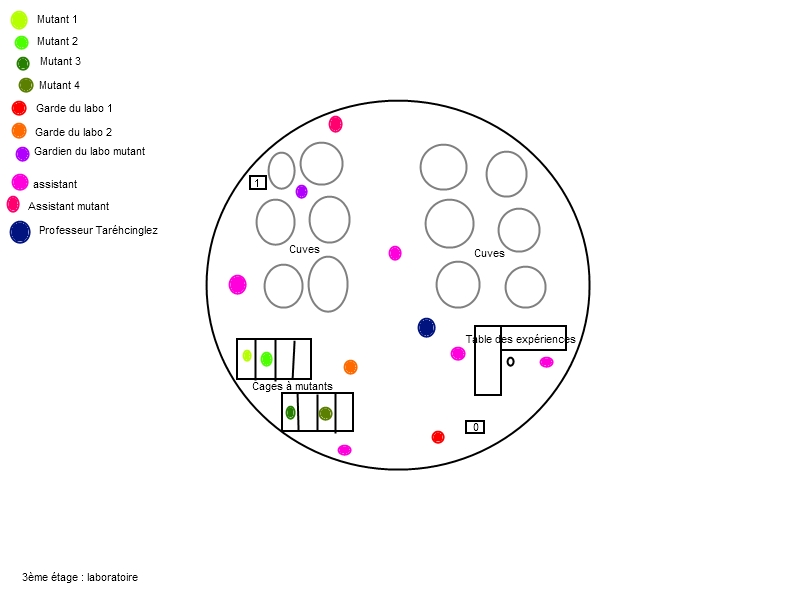 Mutant 1
Mutant 2
Mutant 3
Mutant 4
Garde du labo 1
Garde du labo 2
Gardien du labo mutant
assistant
Assistant mutant
Professeur Taréhcinglez
1
Cuves
Cuves
Table des expériences
Cages à mutants
0
3ème étage : laboratoire